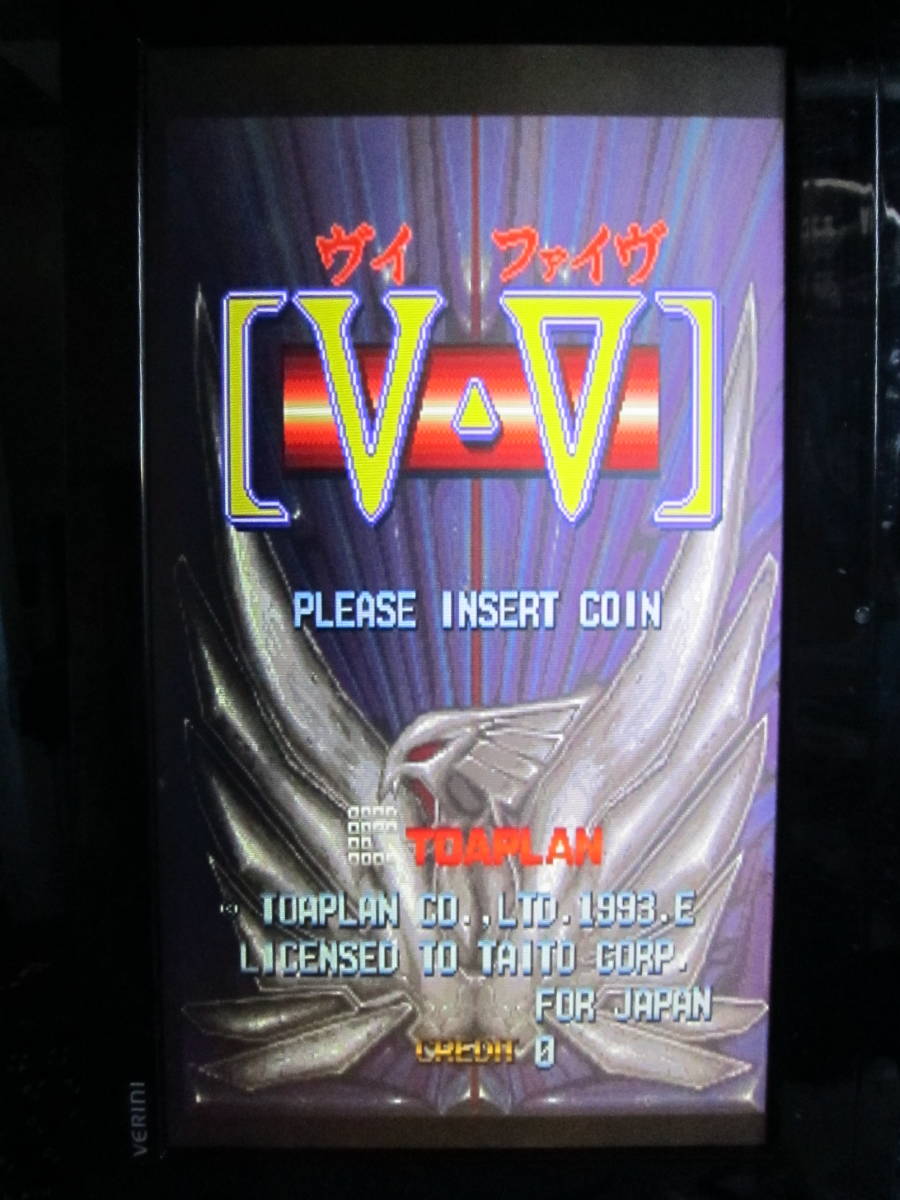 ヴィ ファイヴ
[V・V]
PLEASE INSERT COIN
TOAPLAN
© TOAPLAN CO.,LTD.1993.E
LICENSED TO TAITO CORP.
FOR JAPAN
CREDIT 0
VERINI